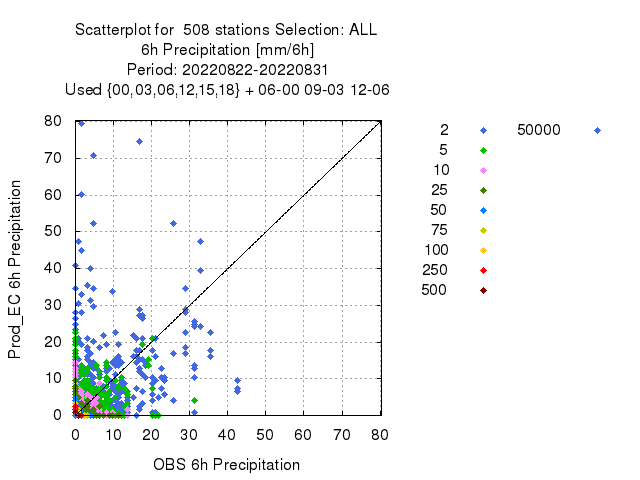 Scatterplot for  508 stations Selection: ALL
6h Precipitation [mm/6h]
Period: 20220822-20220831
Used {00,03,06,12,15,18} + 06-00 09-03 12-06
80
70
60
50
40
30
20
10
0
0 10 20 30 40 50 60 70 80
Prod_EC 6h Precipitation
OBS 6h Precipitation
2 50000
5
10
25
50
75
100
250
500